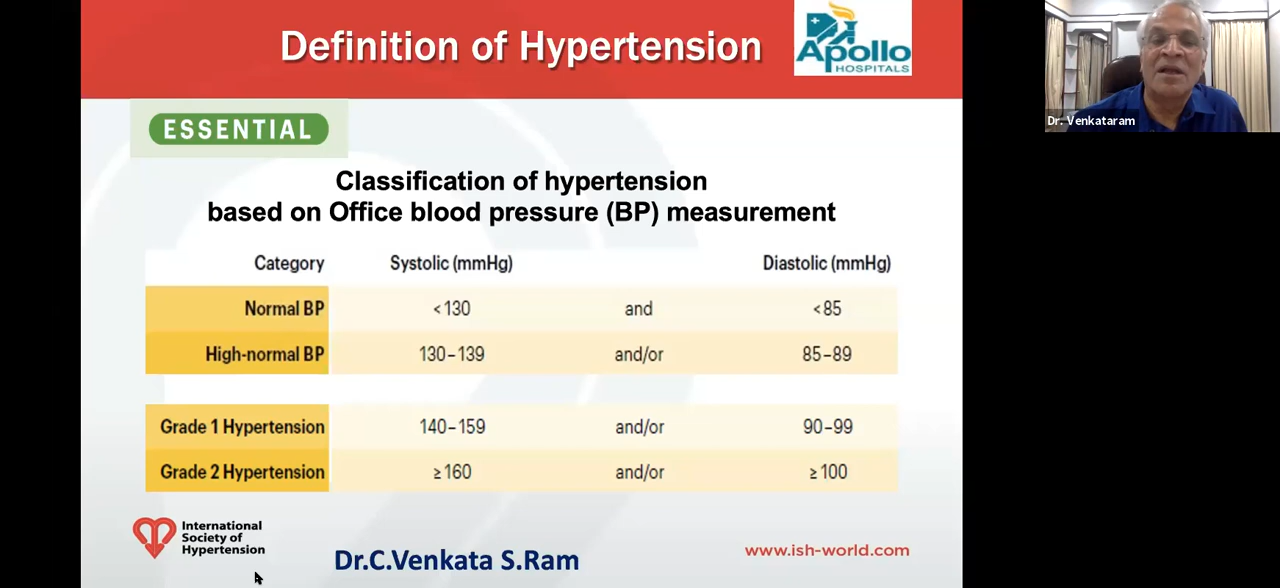 Definition of Hypertension
Apollo
HOSPITALS
Dr. Venkataram
ESSENTIAL
Classification of hypertension
based on Office blood pressure (BP) measurement
Category Systolic (mmHg) Diastolic (mmHg)
Normal BP <130 and <85
High-normal BP 130–139 and/or 85–89
Grade 1 Hypertension 140–159 and/or 90–99
Grade 2 Hypertension ≥160 and/or ≥100
International
Society of
Hypertension
Dr.C.Venkata S.Ram
www.ish-world.com